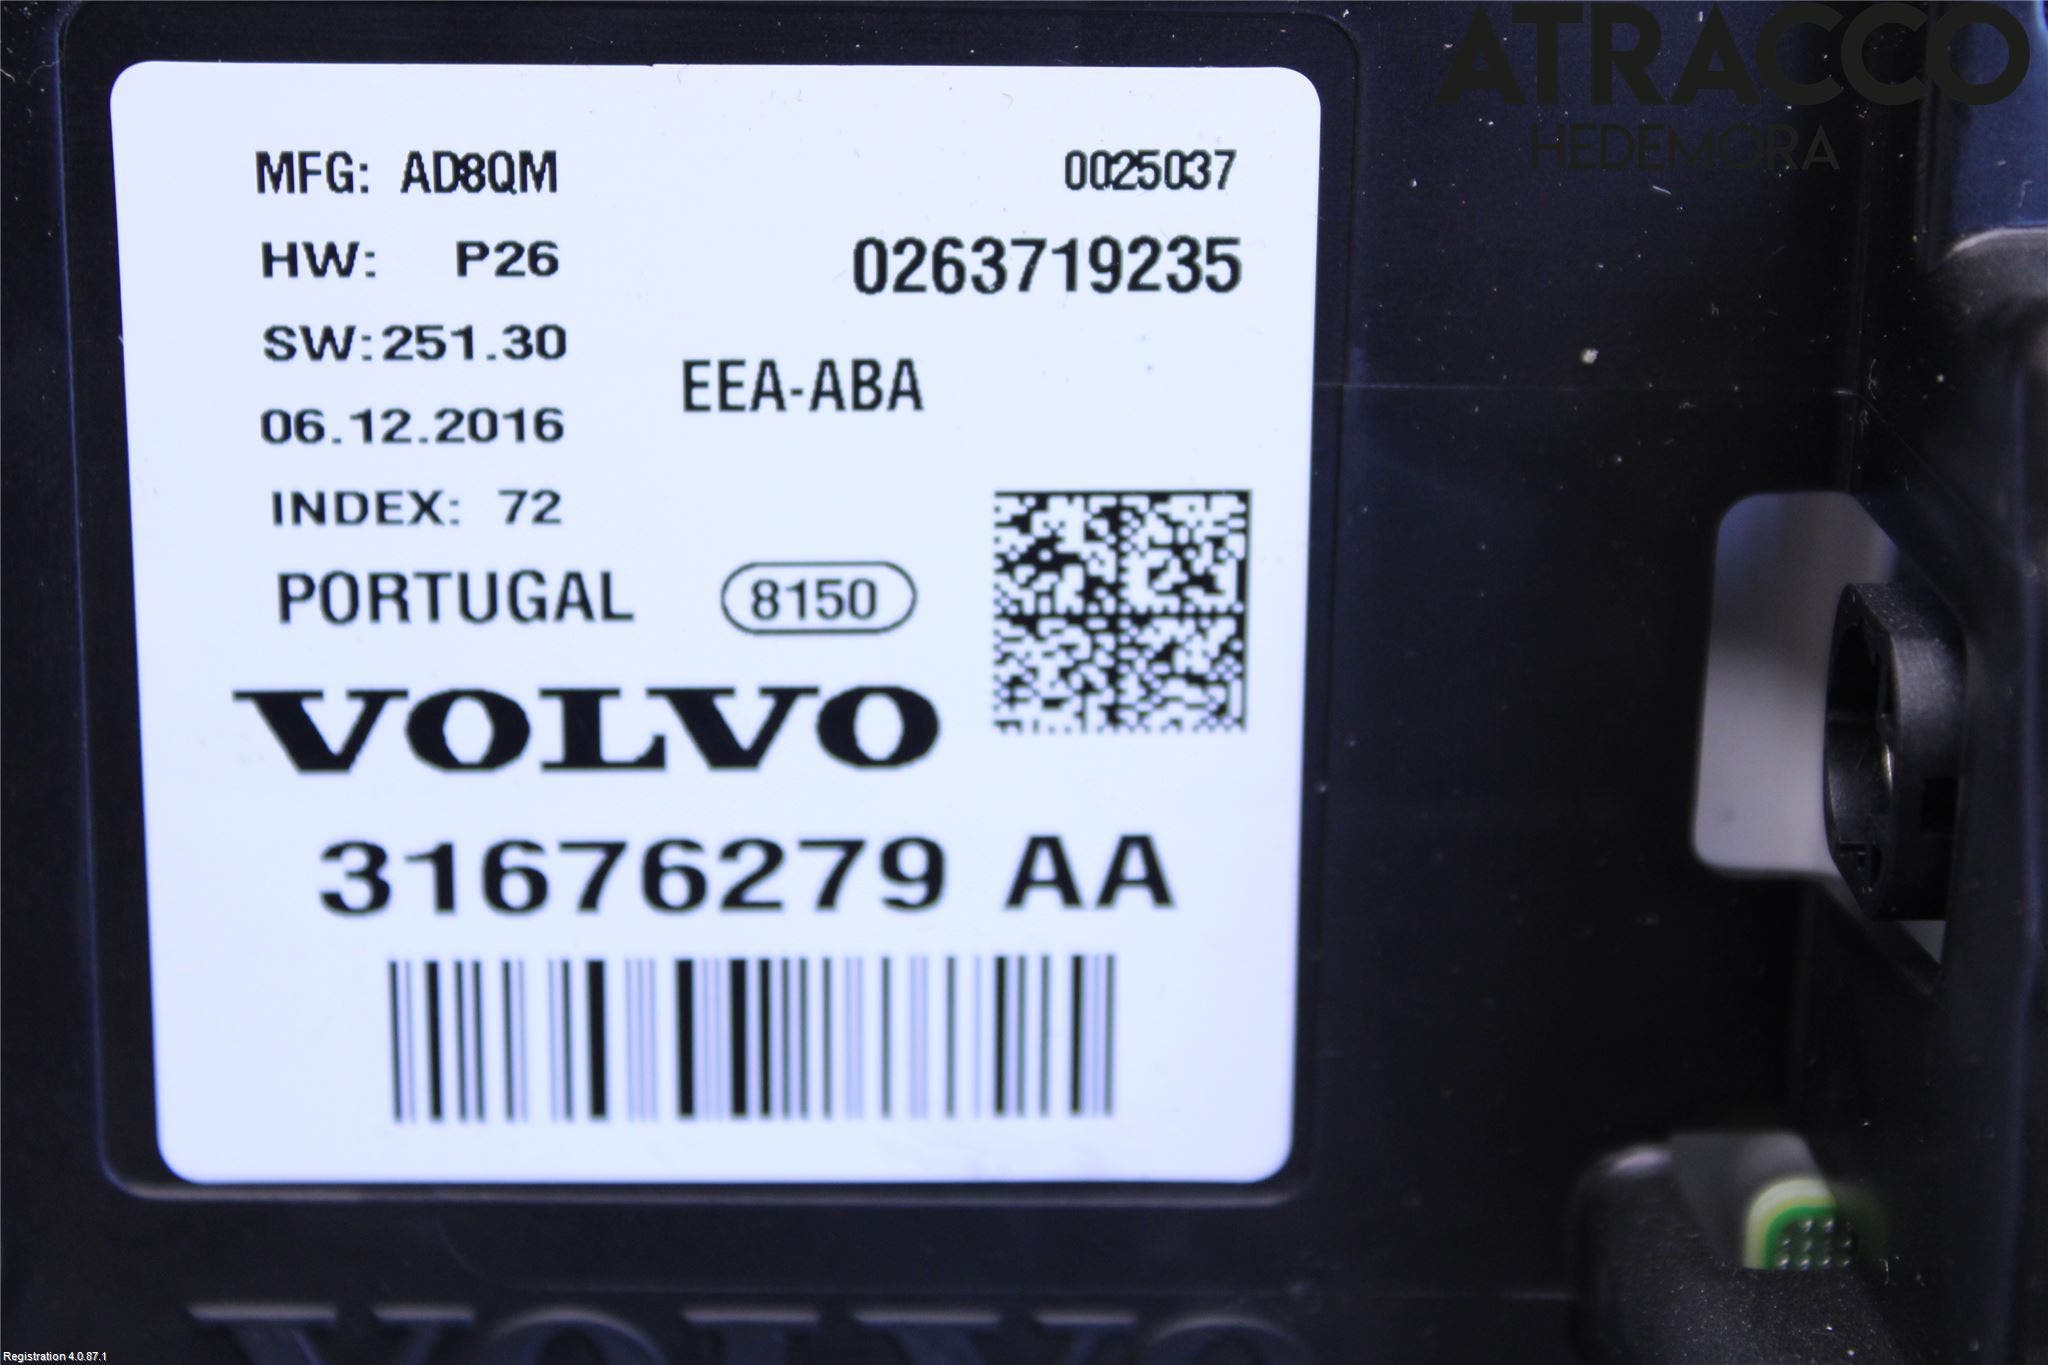 ATRACCO
HEDEMORA
MFG: AD8QM
0025037
HW: P26
0263719235
SW:251.30
EEA-ABA
06.12.2016
INDEX: 72
PORTUGAL
8150
VOLVO
31676279 AA
VOLVO
Registration 4.0.87.1